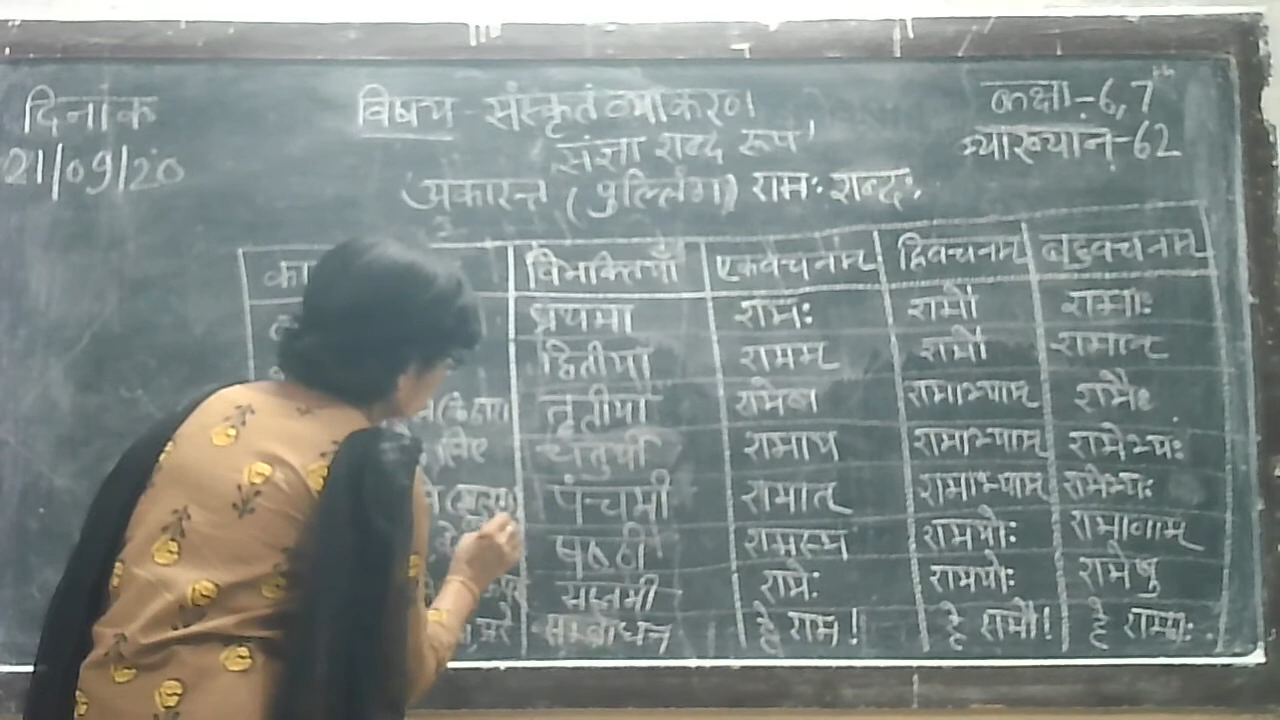 दिनांक
21/09/20
विषय - संस्कृत व्याकरण
संज्ञा शब्द रूप
अकारान्त (पुल्लिंग) रामः शब्दः
कक्षा - 6, 7th
व्याख्यांन - 62
का विभक्तियाँ एकवचनम् द्विवचनम् बहुवचनम्
प्रथमा रामः रामौ रामाः
द्वितीया रामम् रामौ रामान्
तृतीया रामेण रामाभ्याम् रामैः
लिए चतुर्थी रामाय रामाभ्याम् रामेभ्यः
पंचमी रामात् रामाभ्याम् रामेभ्यः
षष्ठी रामस्य रामयोः रामाणाम्
सप्तमी रामेः रामयोः रामेषु
अरे सम्बोधन हे राम! हे रामौ! हे रामाः